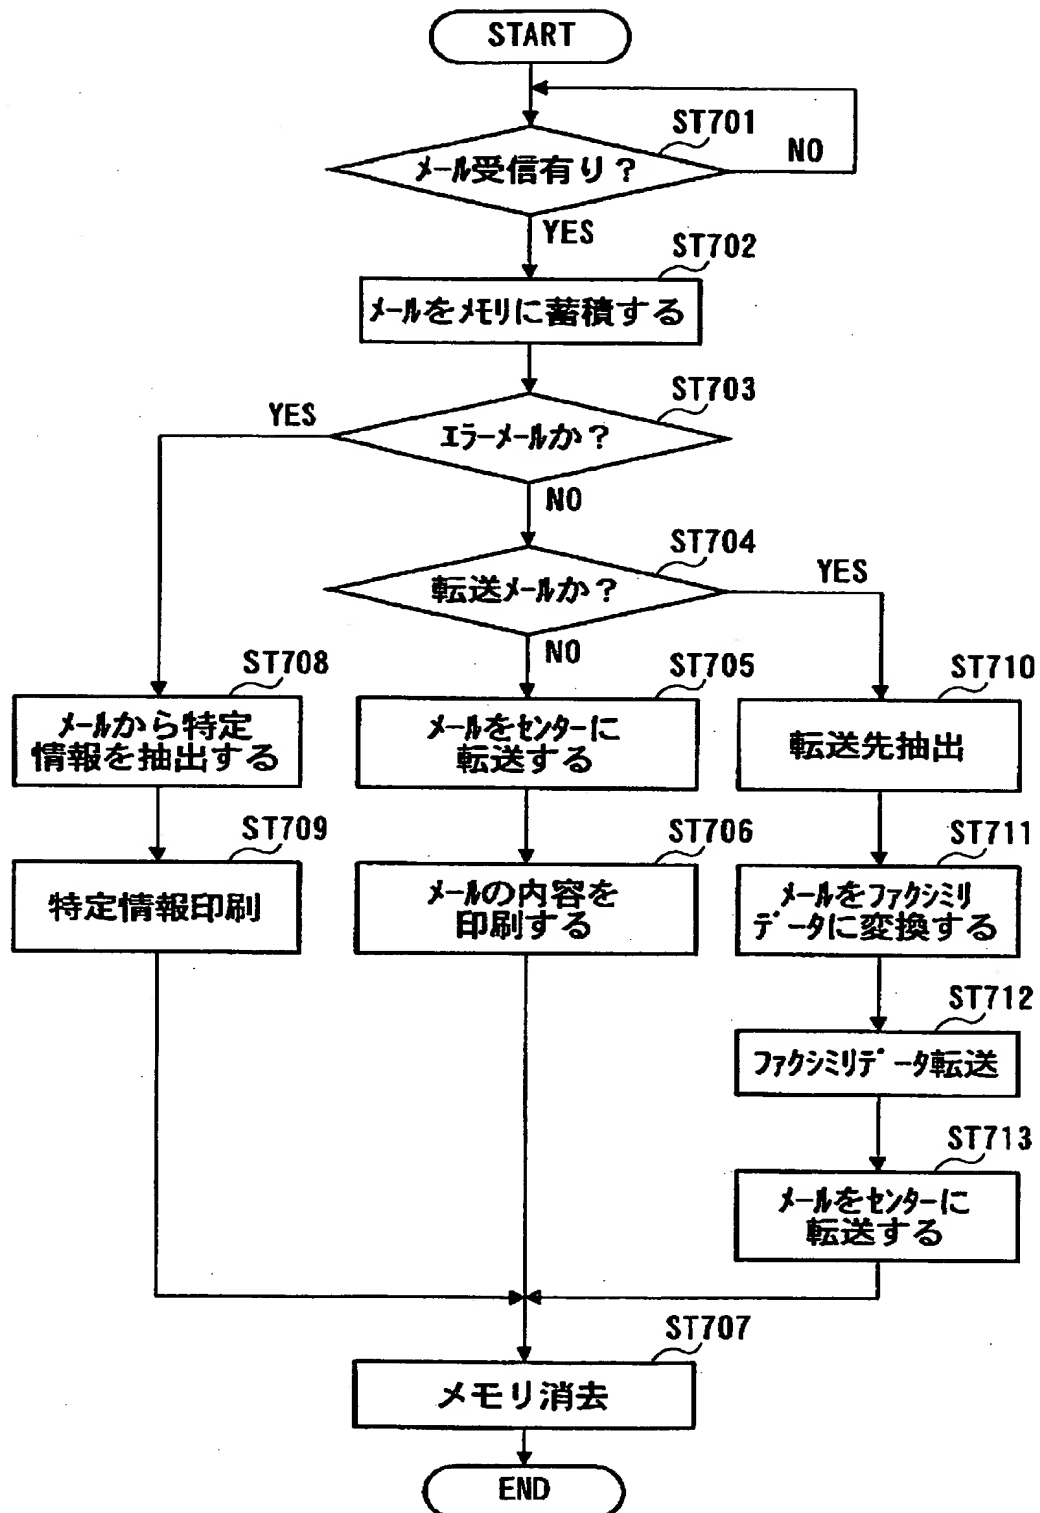 START
ST701
メール受信有り？
NO
YES
ST702
メールをメモリに蓄積する
ST703
YES
エラーメールか？
NO
ST704
転送メールか？
YES
NO
ST708
メールから特定
情報を抽出する
ST705
メールをセンターに
転送する
ST710
転送先抽出
ST709
特定情報印刷
ST706
メールの内容を
印刷する
ST711
メールをファクシミリ
データに変換する
ST712
ファクシミリデータ転送
ST713
メールをセンターに
転送する
ST707
メモリ消去
END